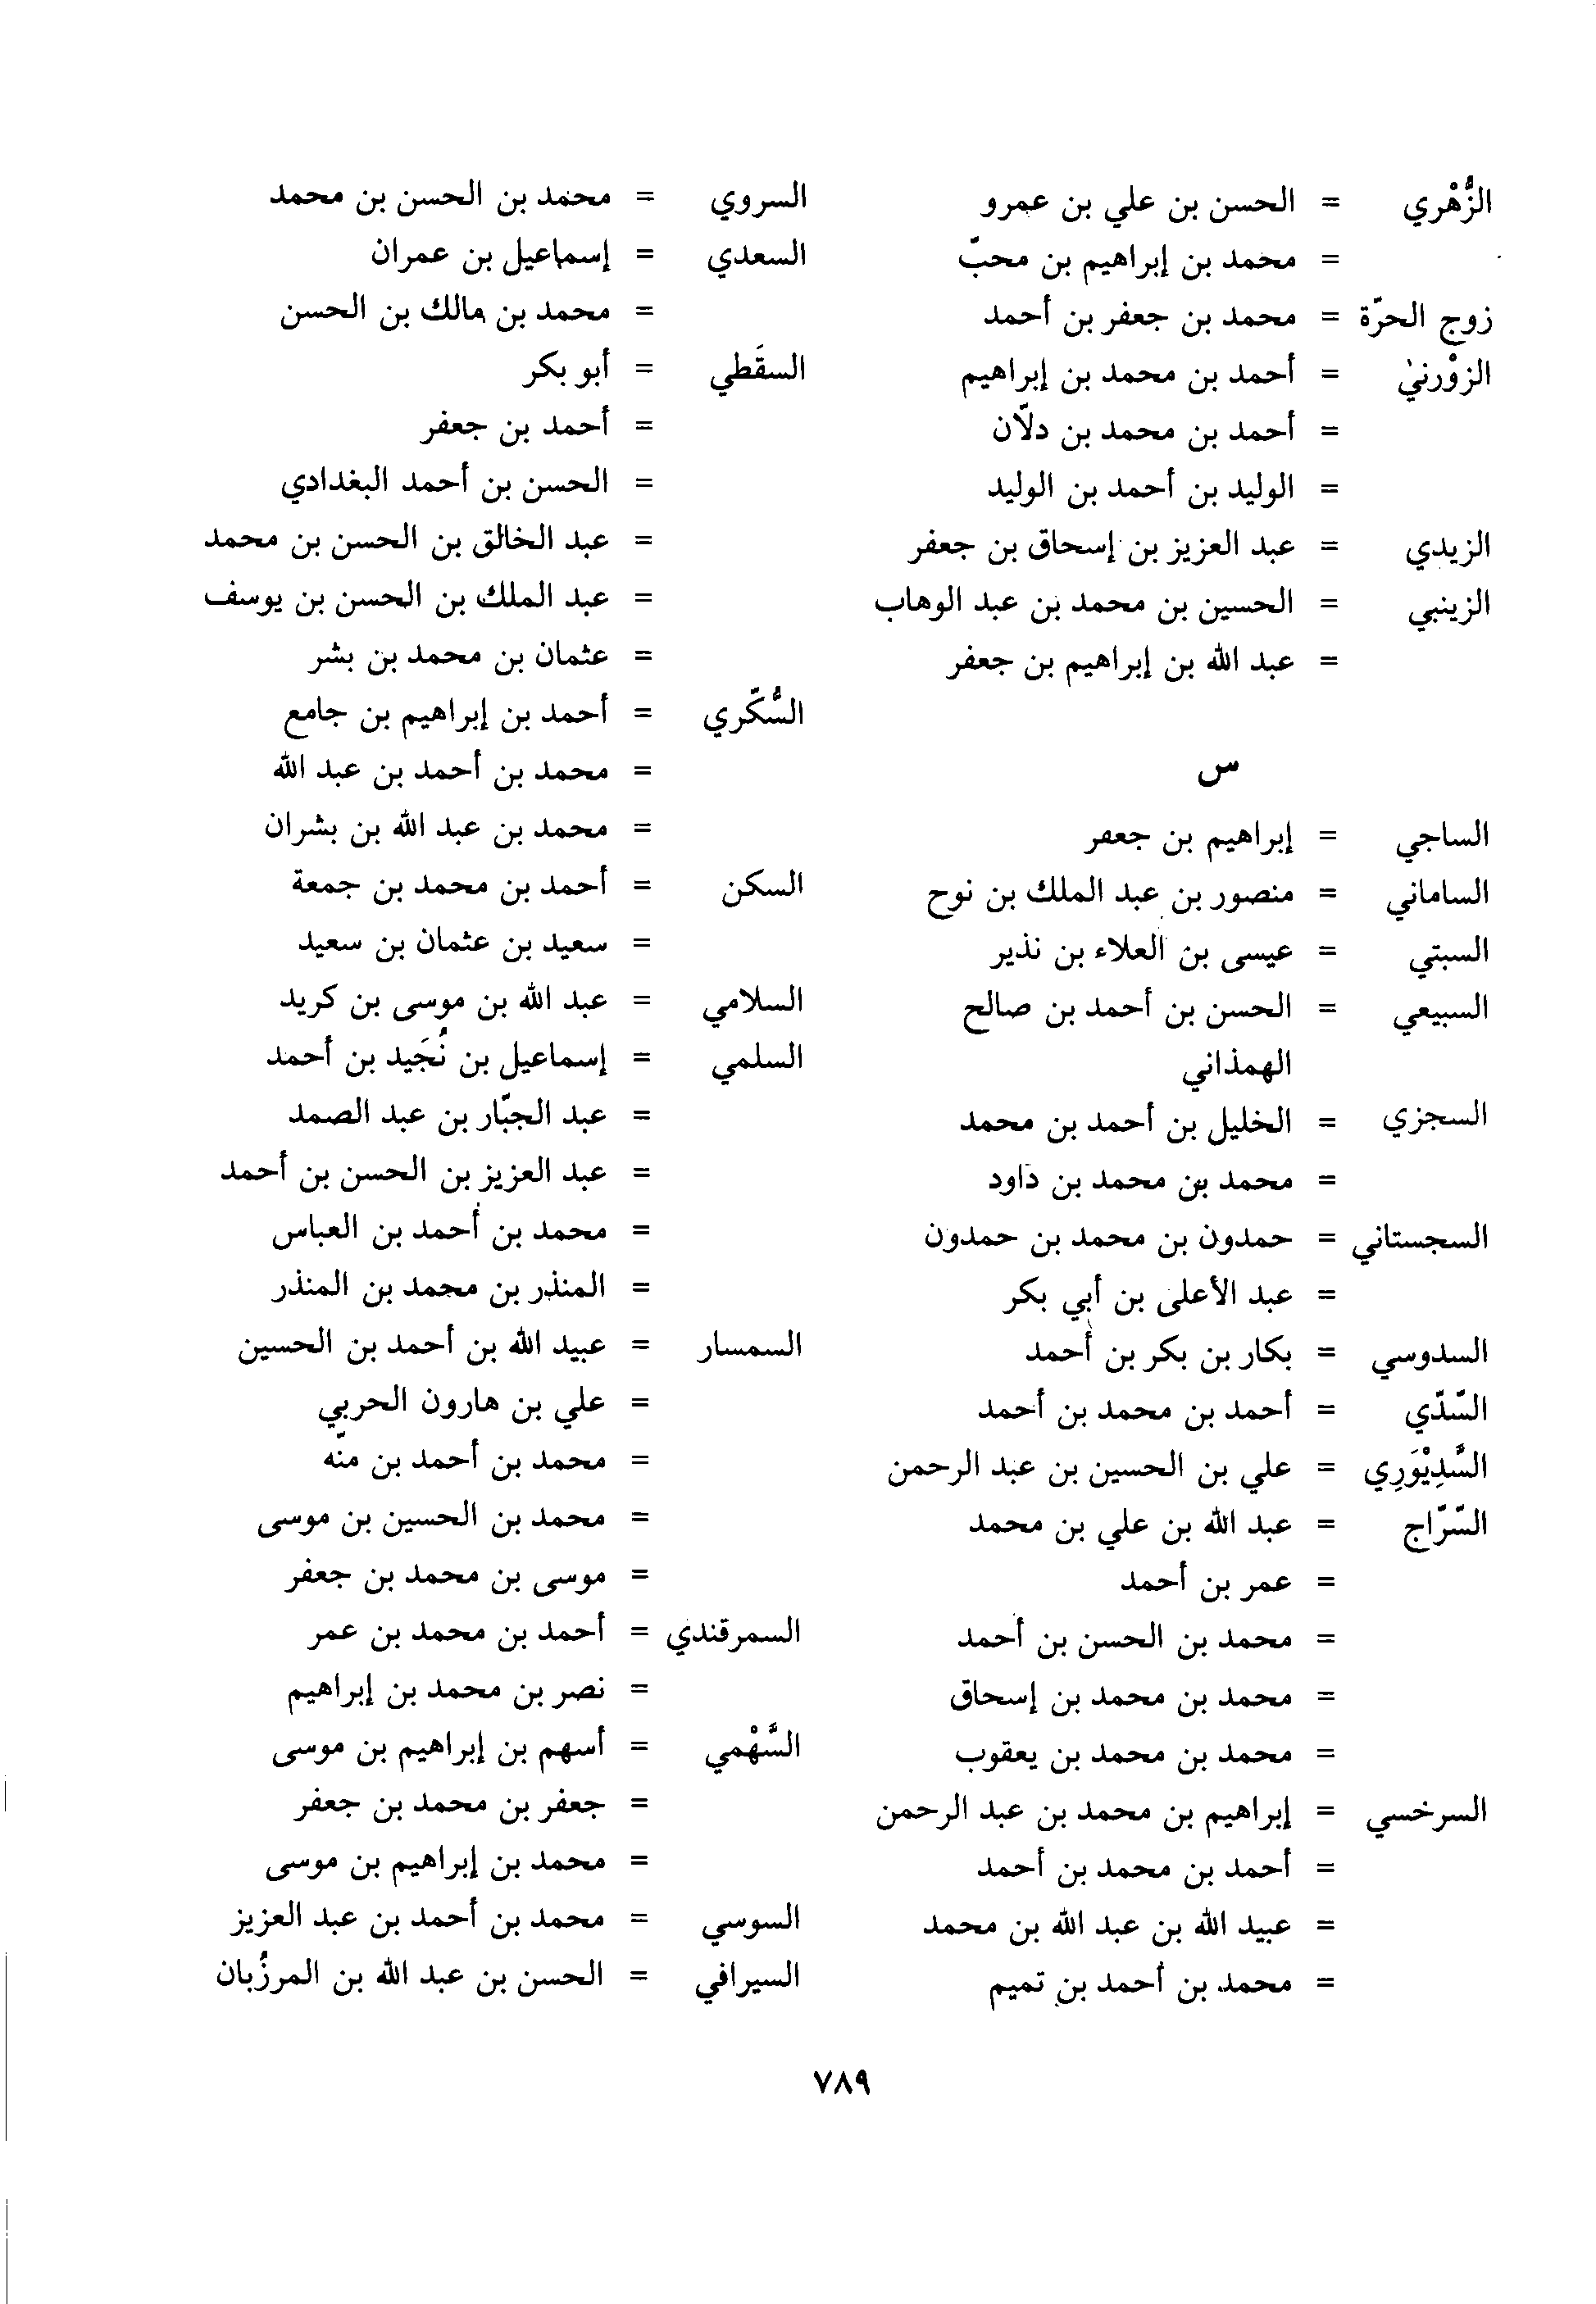 الزُّهْري = الحسن بن علي بن عمرو
= محمد بن إبراهيم بن محبّ
زوج الحرّة = محمد بن جعفر بن أحمد
الزوْرني = أحمد بن محمد بن إبراهيم
= أحمد بن محمد بن دلّان
= الوليد بن أحمد بن الوليد
الزيدي = عبد العزيز بن إسحاق بن جعفر
الزينبي = الحسين بن محمد بن عبد الوهاب
= عبد الله بن إبراهيم بن جعفر
س
الساجي = إبراهيم بن جعفر
الساماني = منصور بن عبد الملك بن نوح
السبتي = عيسى بن العلاء بن نذير
السبيعي = الحسن بن أحمد بن صالح
الهمذاني
السجزي = الخليل بن أحمد بن محمد
= محمد بن محمد بن داود
السجستاني = حمدون بن محمد بن حمدون
= عبد الأعلى بن أبي بكر
السدوسي = بكار بن بكر بن أحمد
السّدّي = أحمد بن محمد بن أحمد
السَّدِيْوَرِي = علي بن الحسين بن عبد الرحمن
السّرّاج = عبد الله بن علي بن محمد
= عمر بن أحمد
= محمد بن الحسن بن أحمد
= محمد بن محمد بن إسحاق
= محمد بن محمد بن يعقوب
السرخسي = إبراهيم بن محمد بن عبد الرحمن
= أحمد بن محمد بن أحمد
= عبيد الله بن عبد الله بن محمد
= محمد بن أحمد بن تميم
السروي = محمد بن الحسن بن محمد
السعدي = إسماعيل بن عمران
= محمد بن مالك بن الحسن
السقَطي = أبو بكر
= أحمد بن جعفر
= الحسن بن أحمد البغدادي
= عبد الخالق بن الحسن بن محمد
= عبد الملك بن الحسن بن يوسف
= عثمان بن محمد بن بشر
السُّكّري = أحمد بن إبراهيم بن جامع
= محمد بن أحمد بن عبد الله
= محمد بن عبد الله بن بشران
السكن = أحمد بن محمد بن جمعة
= سعيد بن عثمان بن سعيد
السلامي = عبد الله بن موسى بن كريد
السلمي = إسماعيل بن نُجَيد بن أحمد
= عبد الجبّار بن عبد الصمد
= عبد العزيز بن الحسن بن أحمد
= محمد بن أحمد بن العباس
= المنذر بن محمد بن المنذر
السمسار = عبيد الله بن أحمد بن الحسين
= علي بن هارون الحربي
= محمد بن أحمد بن منّه
= محمد بن الحسين بن موسى
= موسى بن محمد بن جعفر
السمرقندي = أحمد بن محمد بن عمر
= نصر بن محمد بن إبراهيم
السَّهْمي = أسهم بن إبراهيم بن موسى
= جعفر بن محمد بن جعفر
= محمد بن إبراهيم بن موسى
السوسي = محمد بن أحمد بن عبد العزيز
السيرافي = الحسن بن عبد الله بن المرزُبان
٧٨٩